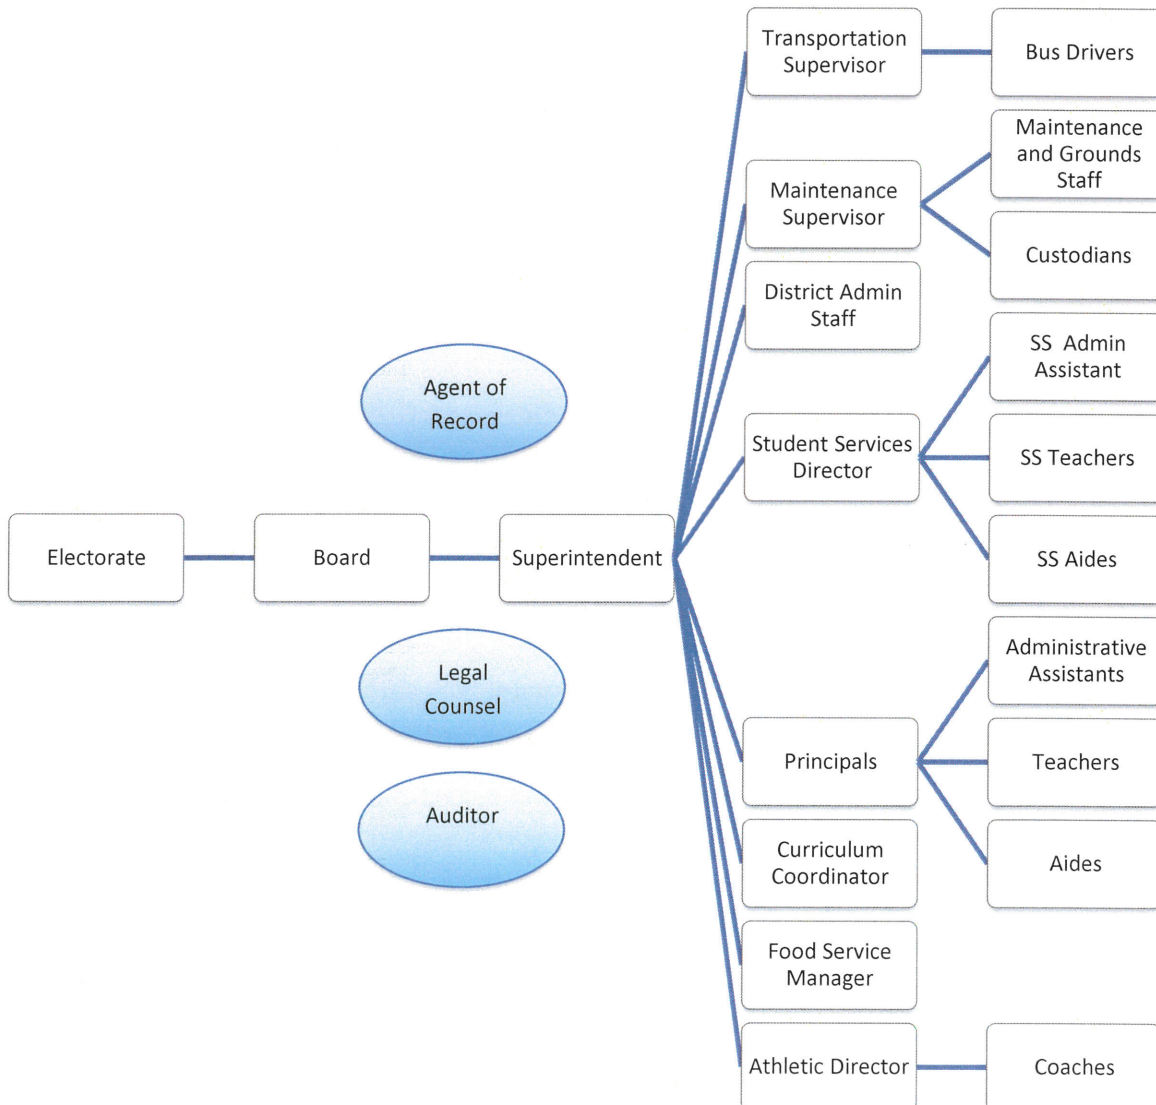 Transportation
Supervisor
Bus Drivers
Maintenance
and Grounds
Staff
Maintenance
Supervisor
Custodians
District Admin
Staff
SS Admin
Assistant
Agent of
Record
Student Services
Director
SS Teachers
Electorate
Board
Superintendent
SS Aides
Legal
Counsel
Administrative
Assistants
Principals
Teachers
Auditor
Curriculum
Coordinator
Aides
Food Service
Manager
Athletic Director
Coaches